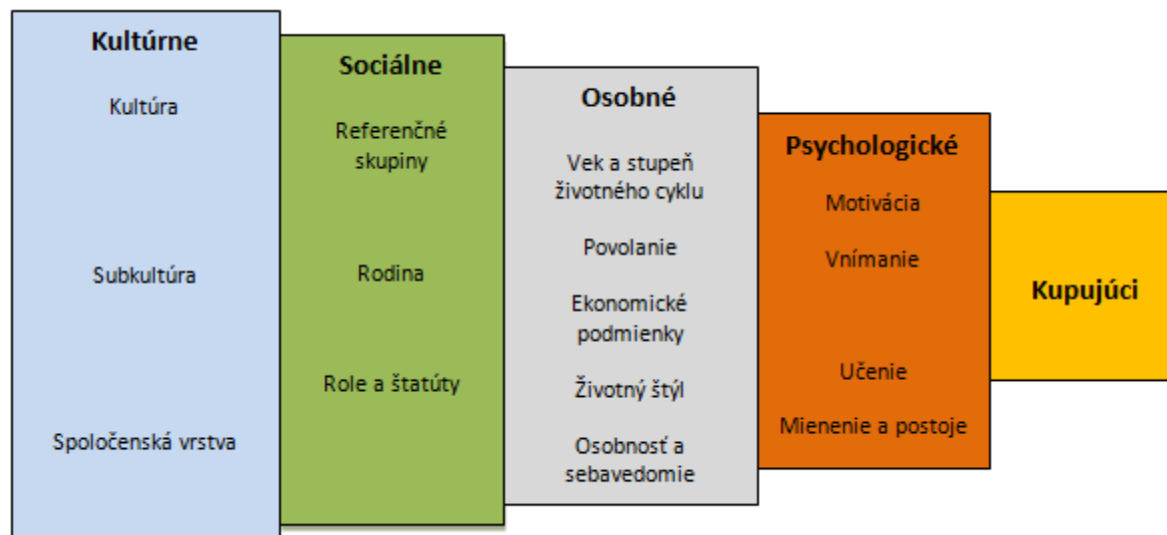 Kultúrne
Kultúra
Subkultúra
Spoločenská vrstva
Sociálne
Referenčné
skupiny
Rodina
Role a štatúty
Osobné
Vek a stupeň
životného cyklu
Povolanie
Ekonomické
podmienky
Životný štýl
Osobnosť a
sebavedomie
Psychologické
Motivácia
Vnímanie
Učenie
Mienenie a postoje
Kupujúci